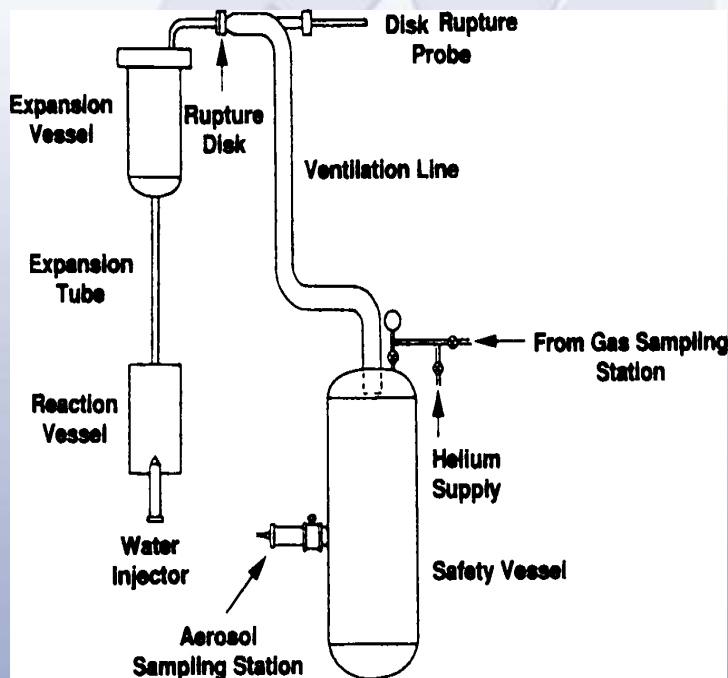 Disk Rupture
Probe
Expansion
Vessel
Rupture
Disk
Ventilation Line
Expansion
Tube
From Gas Sampling
Station
Reaction
Vessel
Helium
Supply
Water
Injector
Safety Vessel
Aerosol
Sampling Station